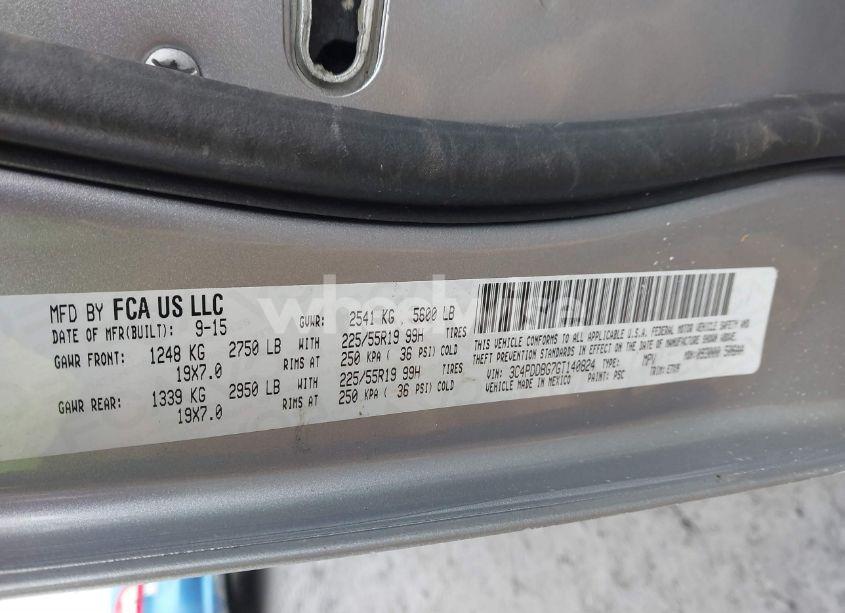 MFD BY FCA US LLC
DATE OF MFR(BUILT): 9-15 GVWR: 2541 KG , 5600 LB
GAWR FRONT: 1248 KG 2750 LB WITH 225/55R19 99H TIRES
19X7.0 RIMS AT 250 KPA ( 36 PSI) COLD
GAWR REAR: 1339 KG 2950 LB WITH 225/55R19 99H TIRES
19X7.0 RIMS AT 250 KPA ( 36 PSI) COLD
THIS VEHICLE CONFORMS TO ALL APPLICABLE U.S.A. FEDERAL MOTOR VEHICLE SAFETY AND
THEFT PREVENTION STANDARDS IN EFFECT ON THE DATE OF MANUFACTURE SHOWN ABOVE.
VIN: 3C4PDDBG7GT140824 TYPE: MPV MDH:
VEHICLE MADE IN MEXICO PAINT: PSC TRIM: